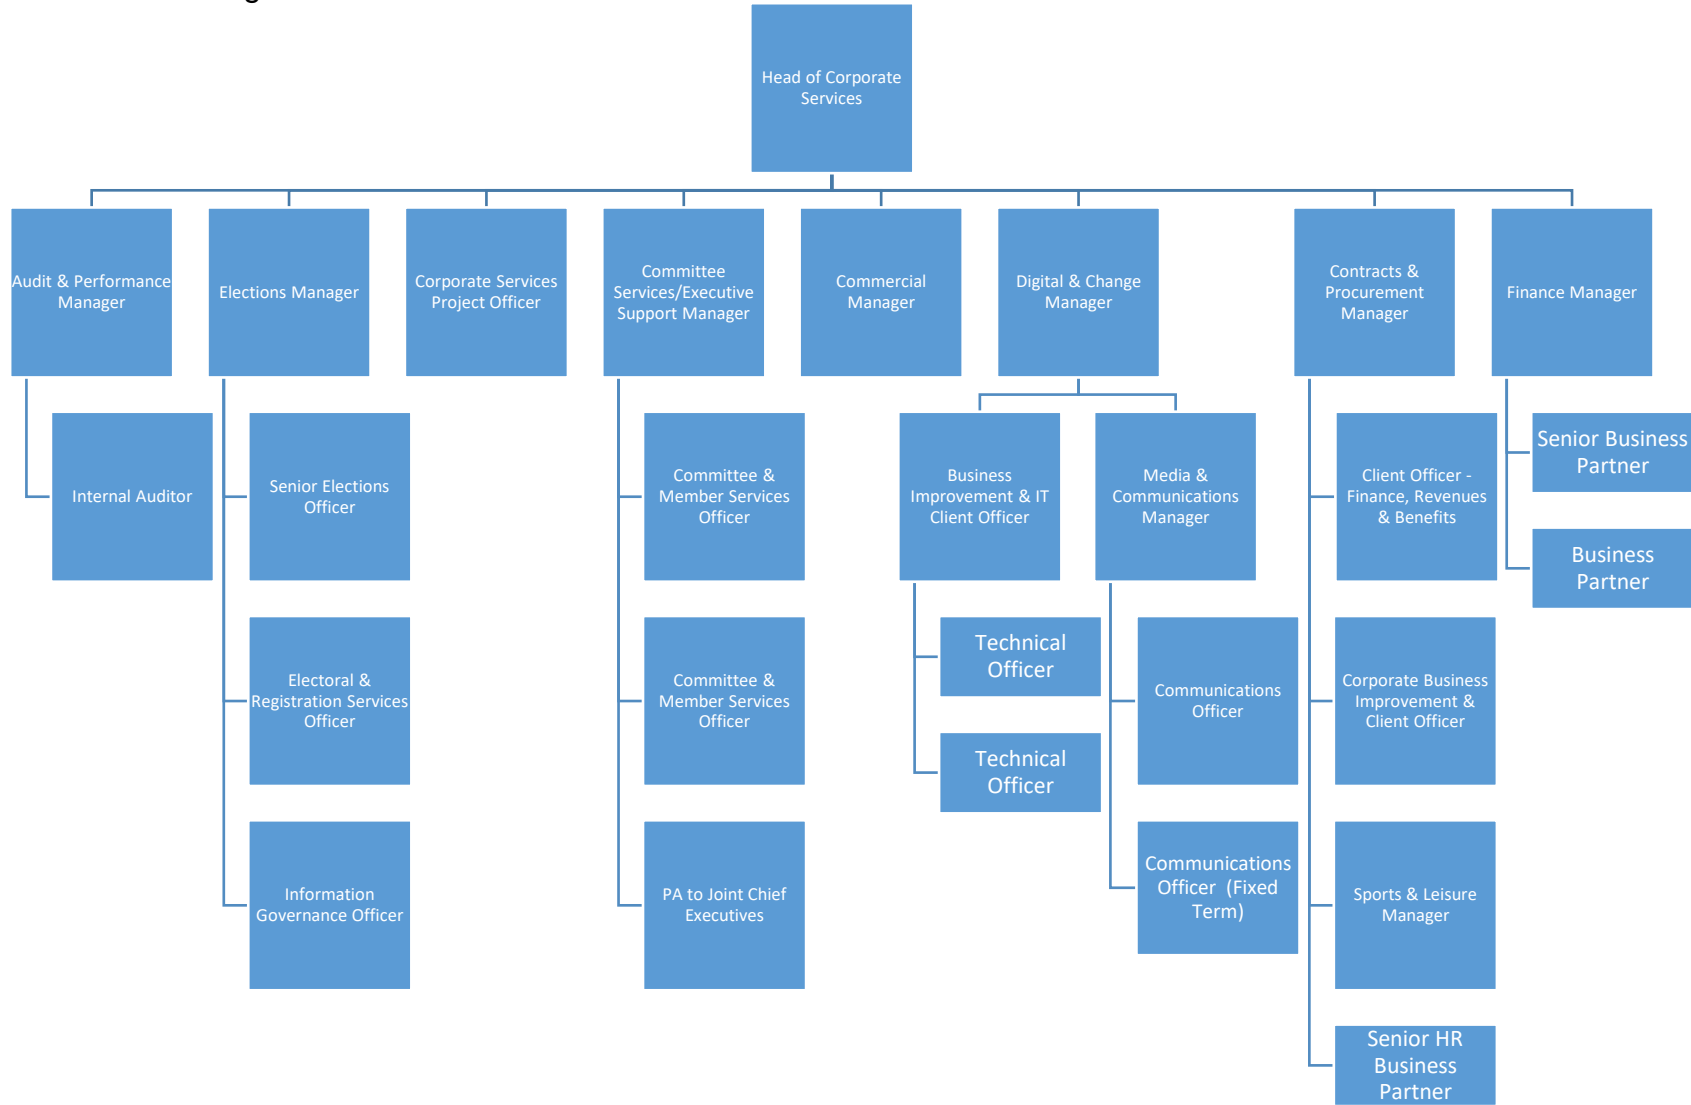 Head of Corporate
Services
Audit & Performance
Manager
Elections Manager
Corporate Services
Project Officer
Committee
Services/Executive
Support Manager
Commercial
Manager
Digital & Change
Manager
Contracts &
Procurement
Manager
Finance Manager
Internal Auditor
Senior Elections
Officer
Electoral &
Registration Services
Officer
Information
Governance Officer
Committee &
Member Services
Officer
Committee &
Member Services
Officer
PA to Joint Chief
Executives
Business
Improvement & IT
Client Officer
Technical
Officer
Technical
Officer
Media &
Communications
Manager
Communications
Officer
Communications
Officer (Fixed
Term)
Client Officer -
Finance, Revenues
& Benefits
Corporate Business
Improvement &
Client Officer
Sports & Leisure
Manager
Senior HR
Business
Partner
Senior Business
Partner
Business
Partner